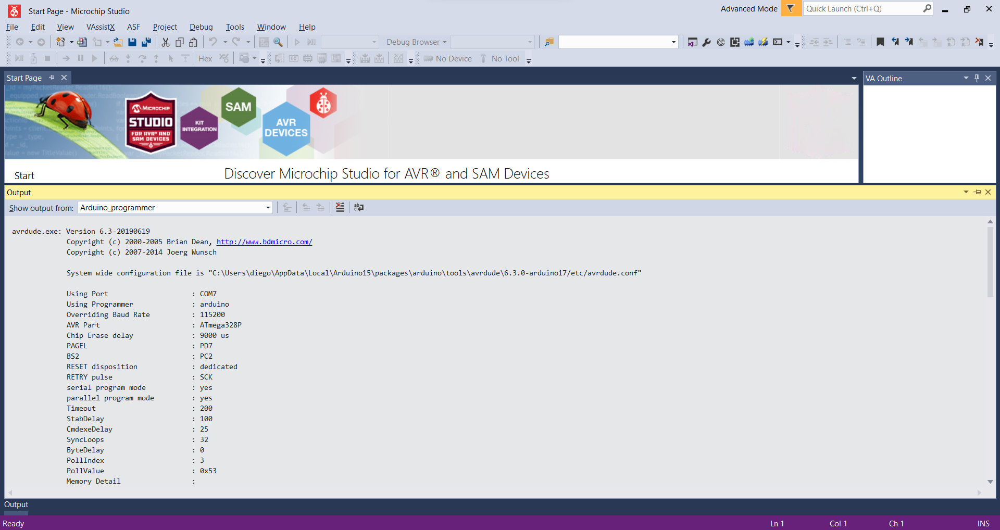 Start Page - Microchip Studio
Advanced Mode
Quick Launch (Ctrl+Q)
File Edit View VAssistX ASF Project Debug Tools Window Help
Debug Browser
Hex
No Device
No Tool
Start Page
VA Outline
MICROCHIP
STUDIO
FOR AVR® AND
SAM DEVICES
KIT
INTEGRATION
SAM
AVR
DEVICES
Start
Discover Microchip Studio for AVR® and SAM Devices
Output
Show output from: Arduino_programmer
avrdude.exe: Version 6.3-20190619
Copyright (c) 2000-2005 Brian Dean, http://www.bdmicro.com/
Copyright (c) 2007-2014 Joerg Wunsch
System wide configuration file is "C:\Users\diego\AppData\Local\Arduino15\packages\arduino\tools\avrdude\6.3.0-arduino17/etc/avrdude.conf"
Using Port : COM7
Using Programmer : arduino
Overriding Baud Rate : 115200
AVR Part : ATmega328P
Chip Erase delay : 9000 us
PAGEL : PD7
BS2 : PC2
RESET disposition : dedicated
RETRY pulse : SCK
serial program mode : yes
parallel program mode : yes
Timeout : 200
StabDelay : 100
CmdexeDelay : 25
SyncLoops : 32
ByteDelay : 0
PollIndex : 3
PollValue : 0x53
Memory Detail :
Output
Ready
Ln 1
Col 1
Ch 1
INS